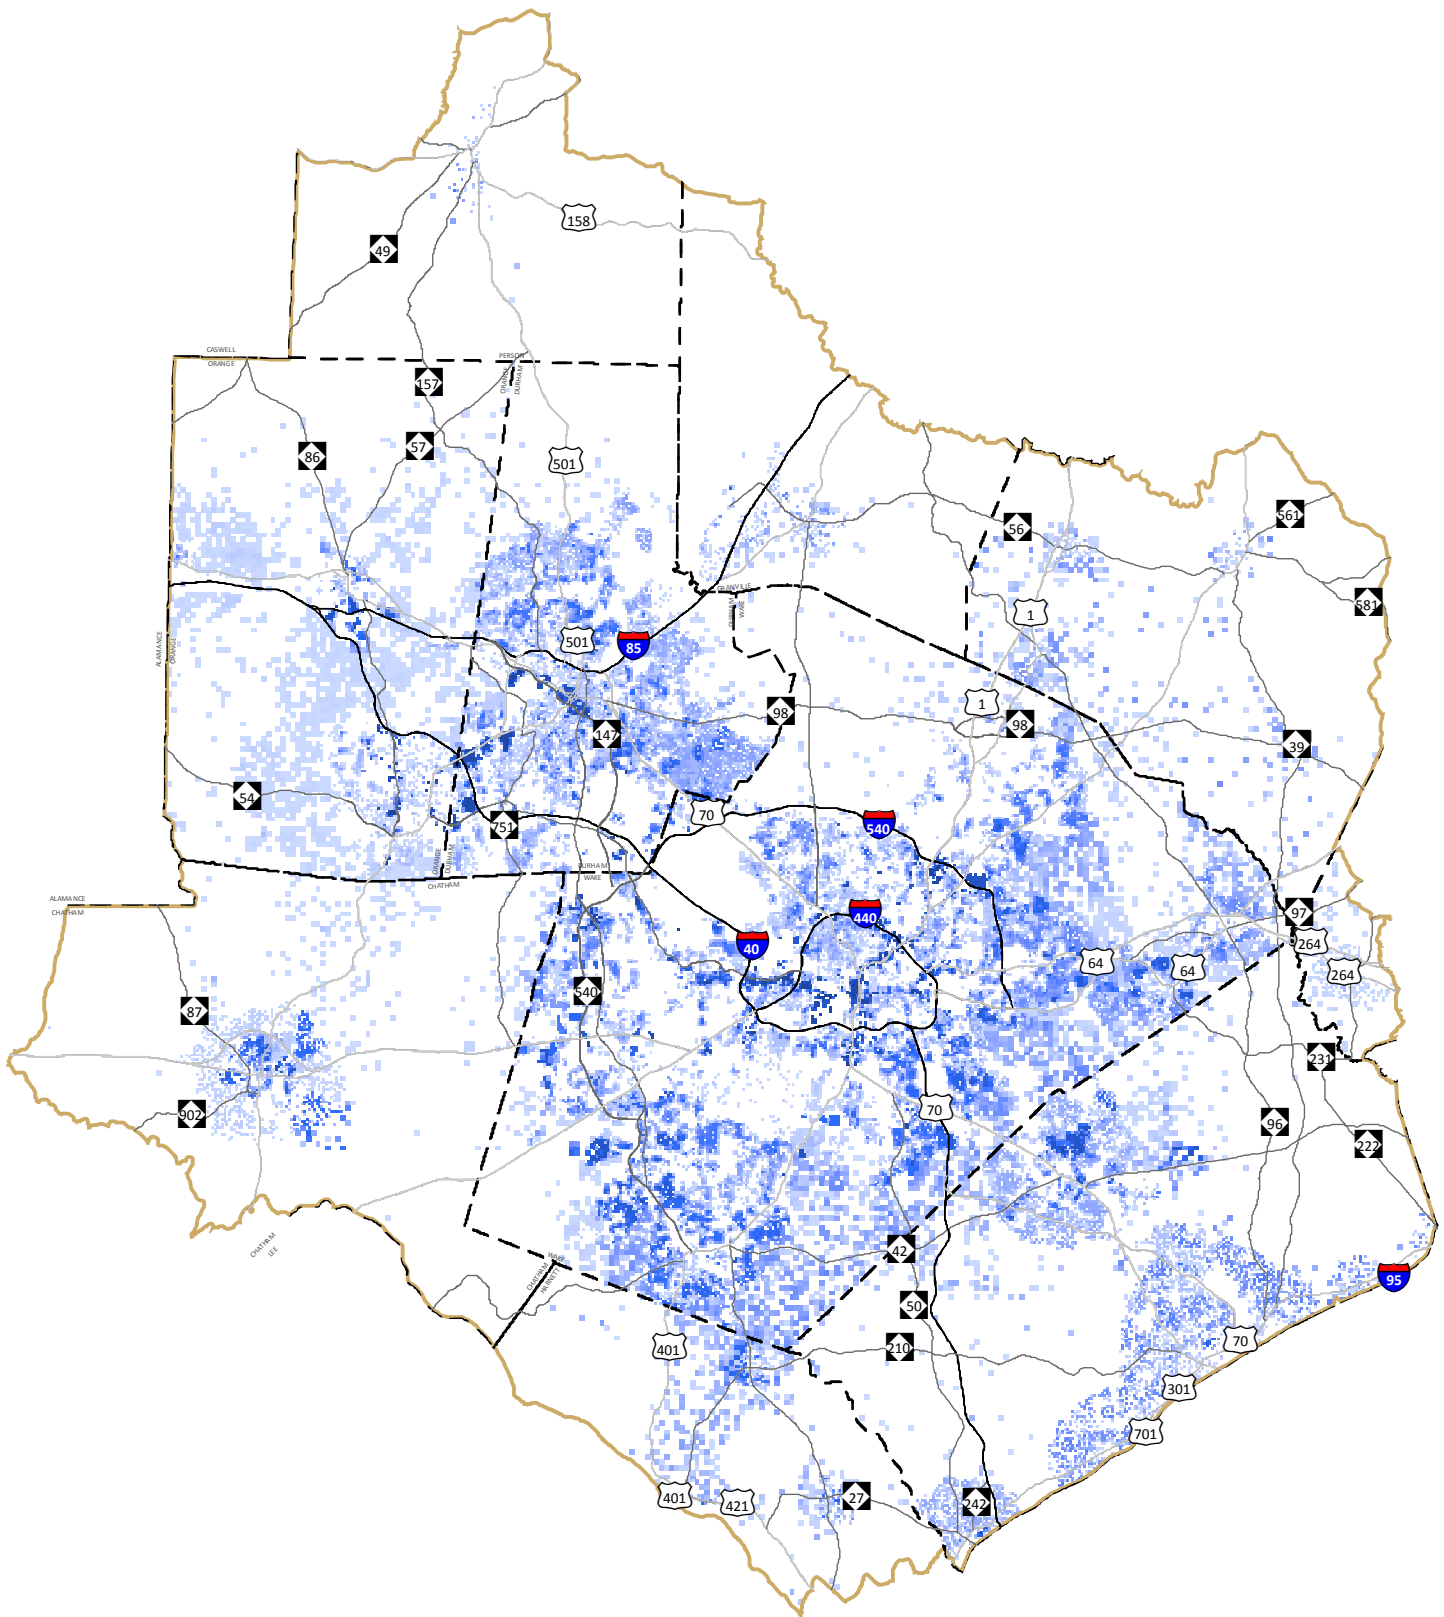 158
49
CASWELL
ORANGE
PERSON
ORANGE
DURHAM
157
57
86
501
561
56
581
GRANVILLE
DURHAM
WAKE
1
501
85
ALAMANCE
ORANGE
1
98
98
147
39
54
70
540
751
DURHAM
WAKE
ORANGE
DURHAM
CHATHAM
ALAMANCE
CHATHAM
440
97
40
264
64
64
264
540
87
231
70
902
96
222
CHATHAM
LEE
42
WAKE
CHATHAM
HARNETT
95
50
70
401
210
301
701
401
421
27
242